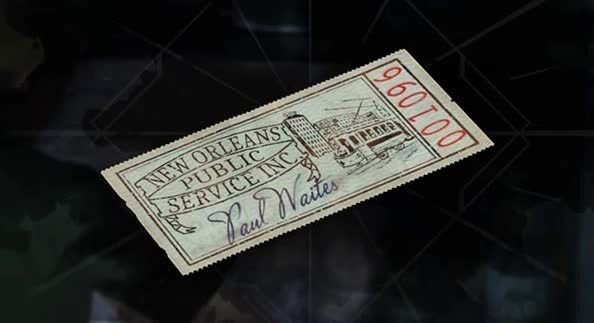 NEW ORLEANS
PUBLIC
SERVICE INC.
Paul Waites
001096